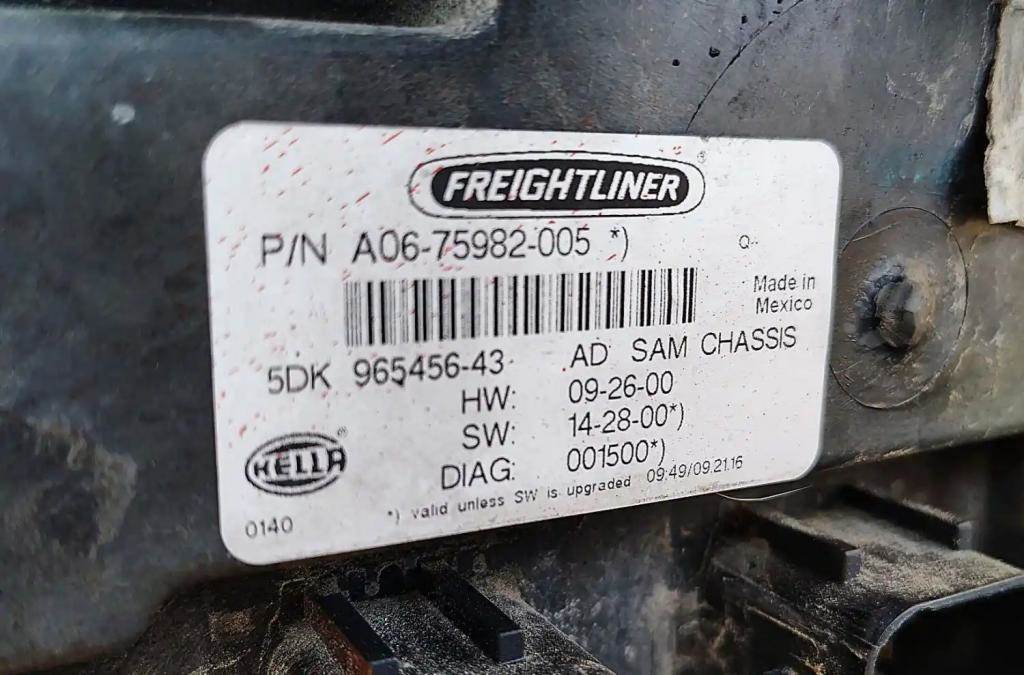 FREIGHTLINER ®
P/N A06-75982-005 *)
Q--
Made in
Mexico
5DK 965456-43- AD SAM CHASSIS
HW: 09-26-00
SW: 14-28-00*)
DIAG: 001500*)
HELLA ®
*) valid unless SW is upgraded 09:49/09.21.16
0140